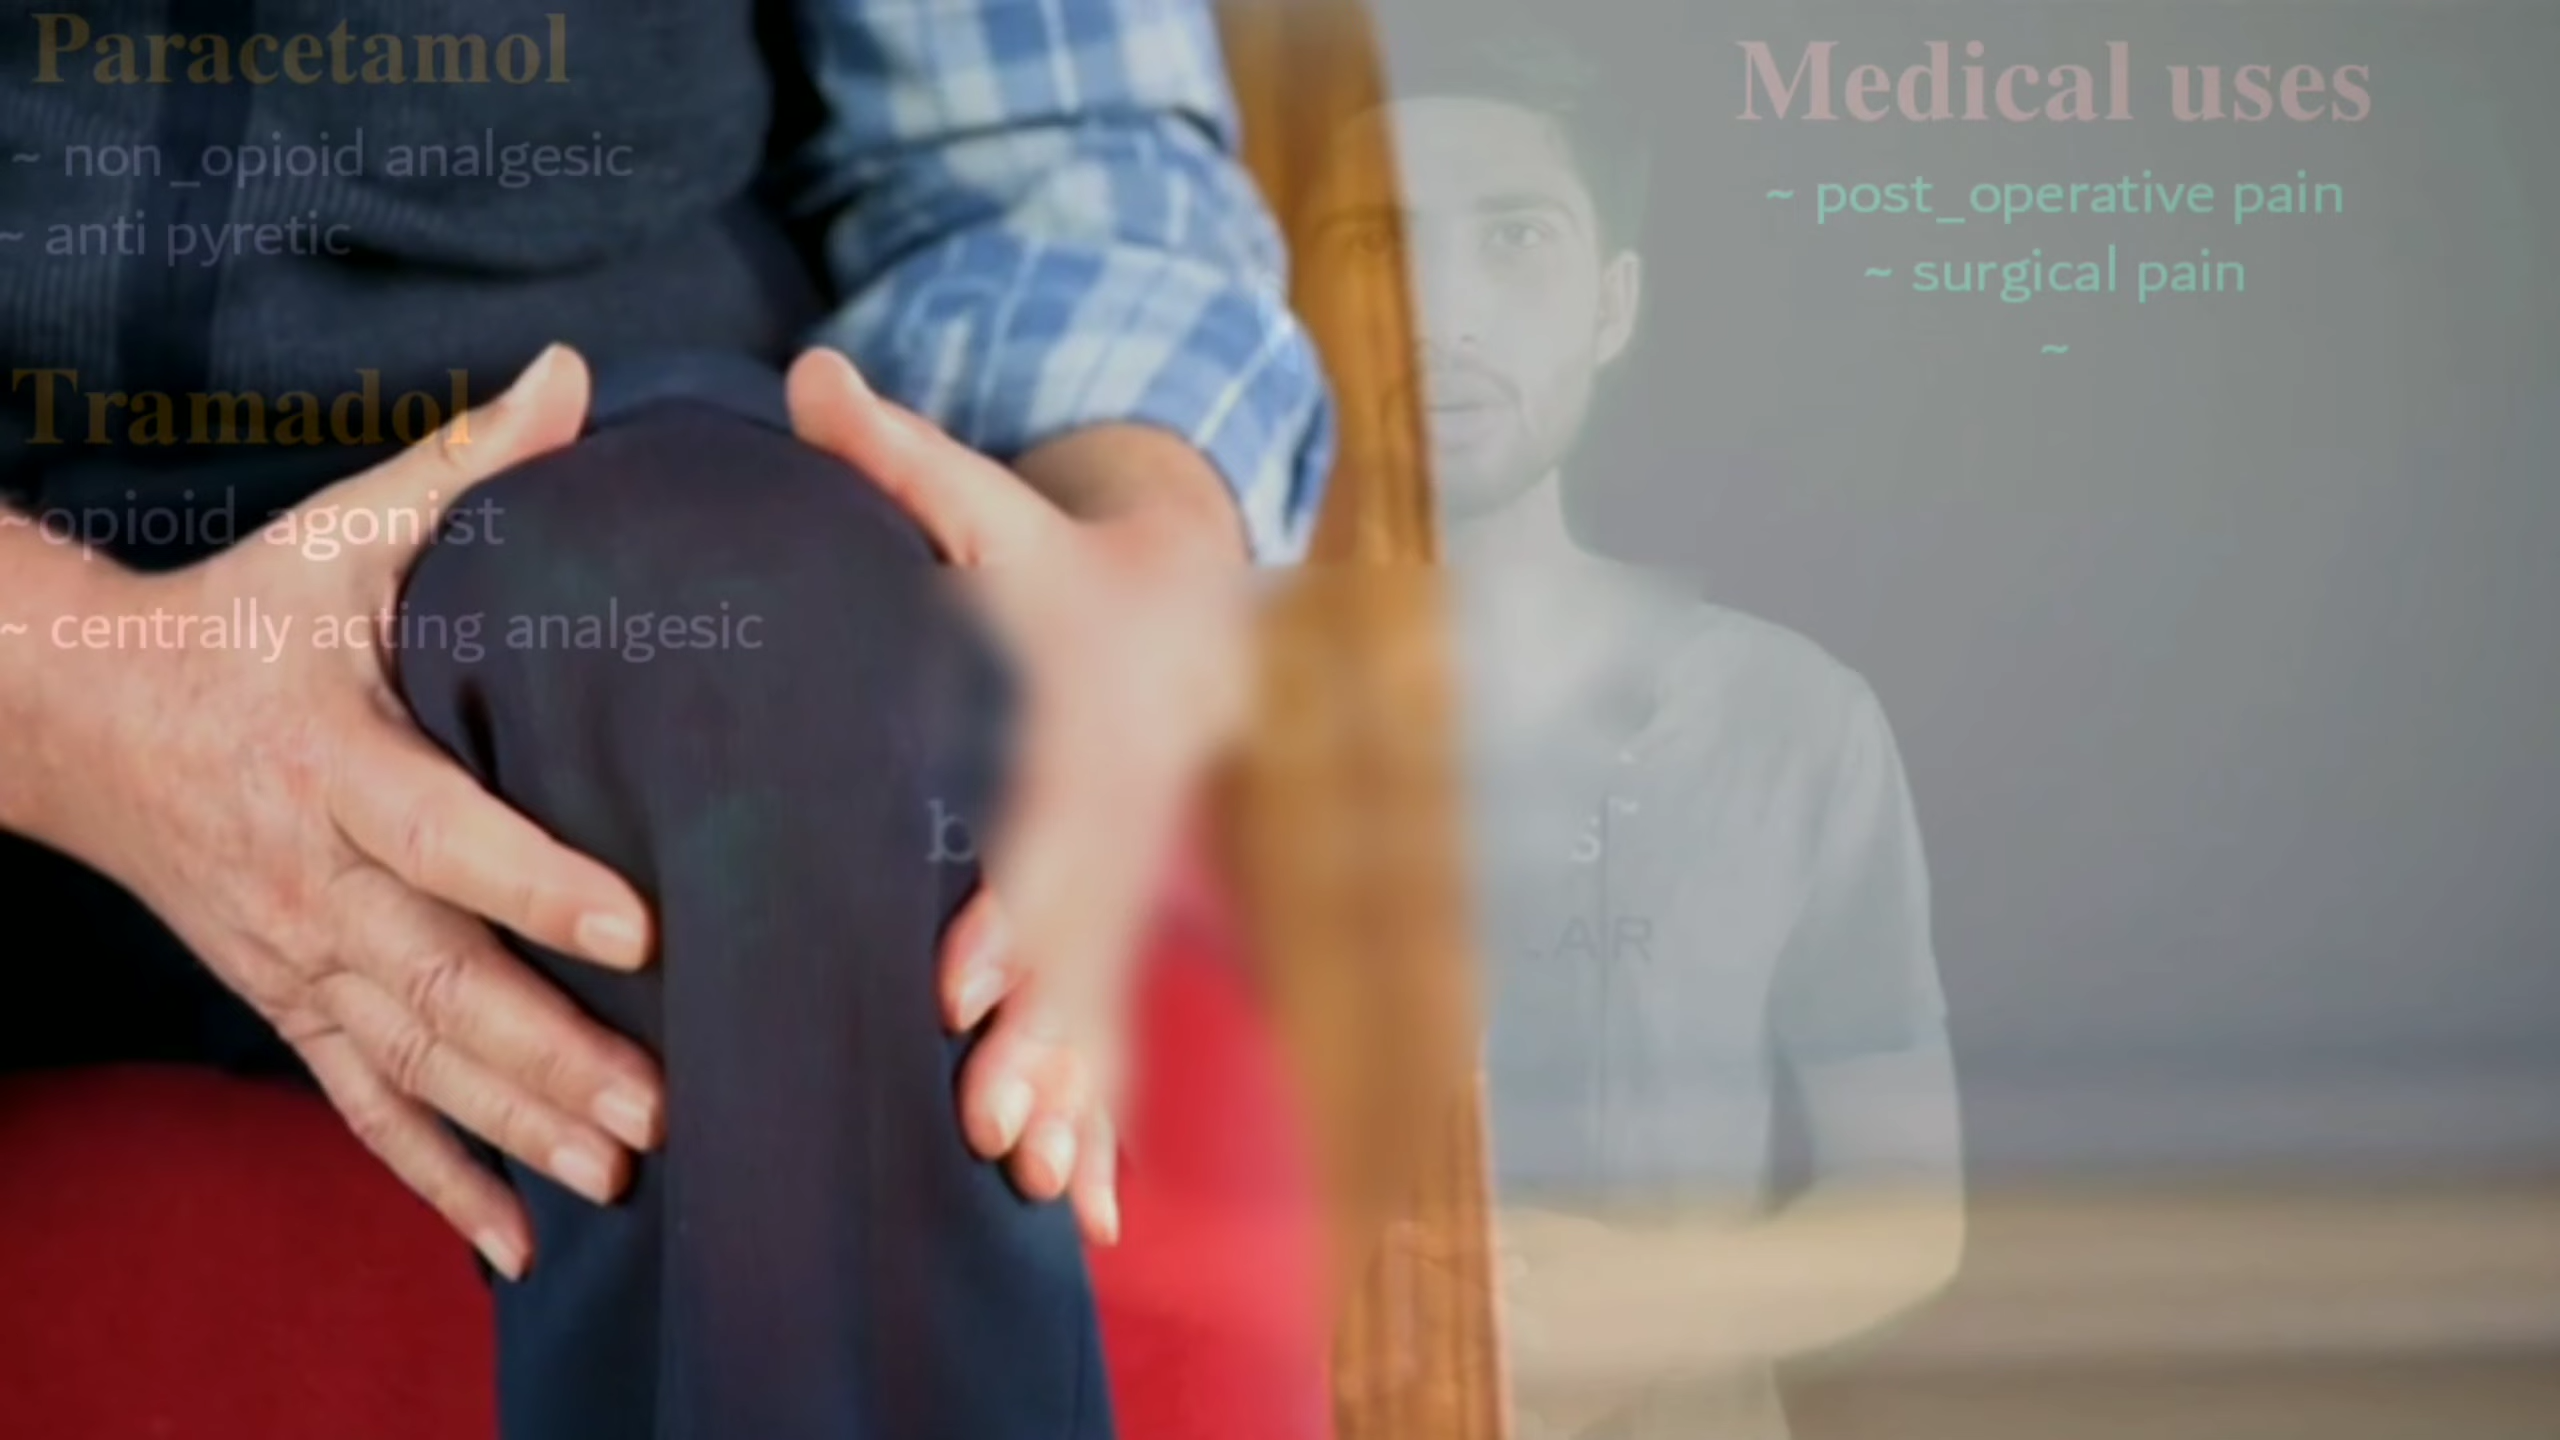 Paracetamol
~ non_opioid analgesic
~ anti pyretic
Tramadol
~opioid agonist
~ centrally acting analgesic
Medical uses
~ post_operative pain
~ surgical pain
~